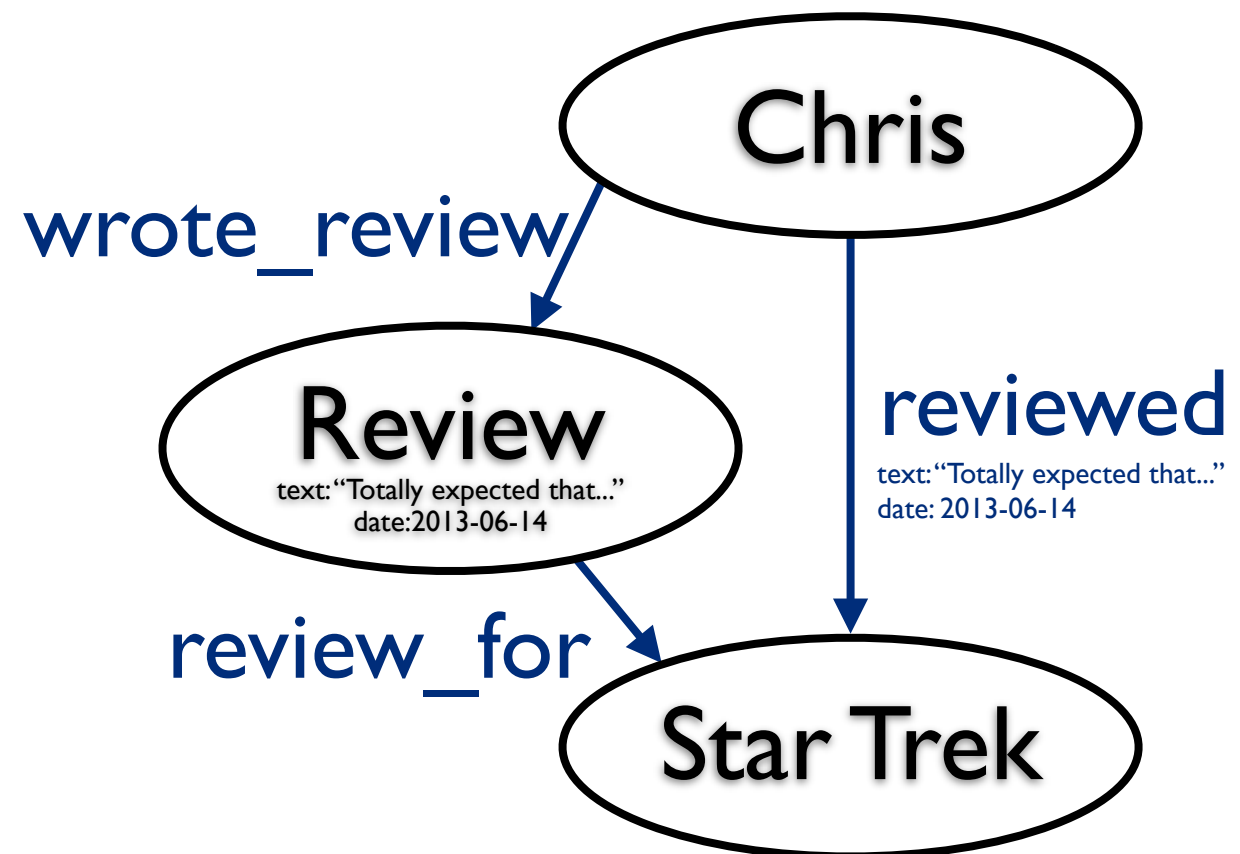 Chris
wrote_review
Review
text:“Totally expected that...”
date:2013-06-14
reviewed
text:“Totally expected that...”
date: 2013-06-14
review_for
Star Trek